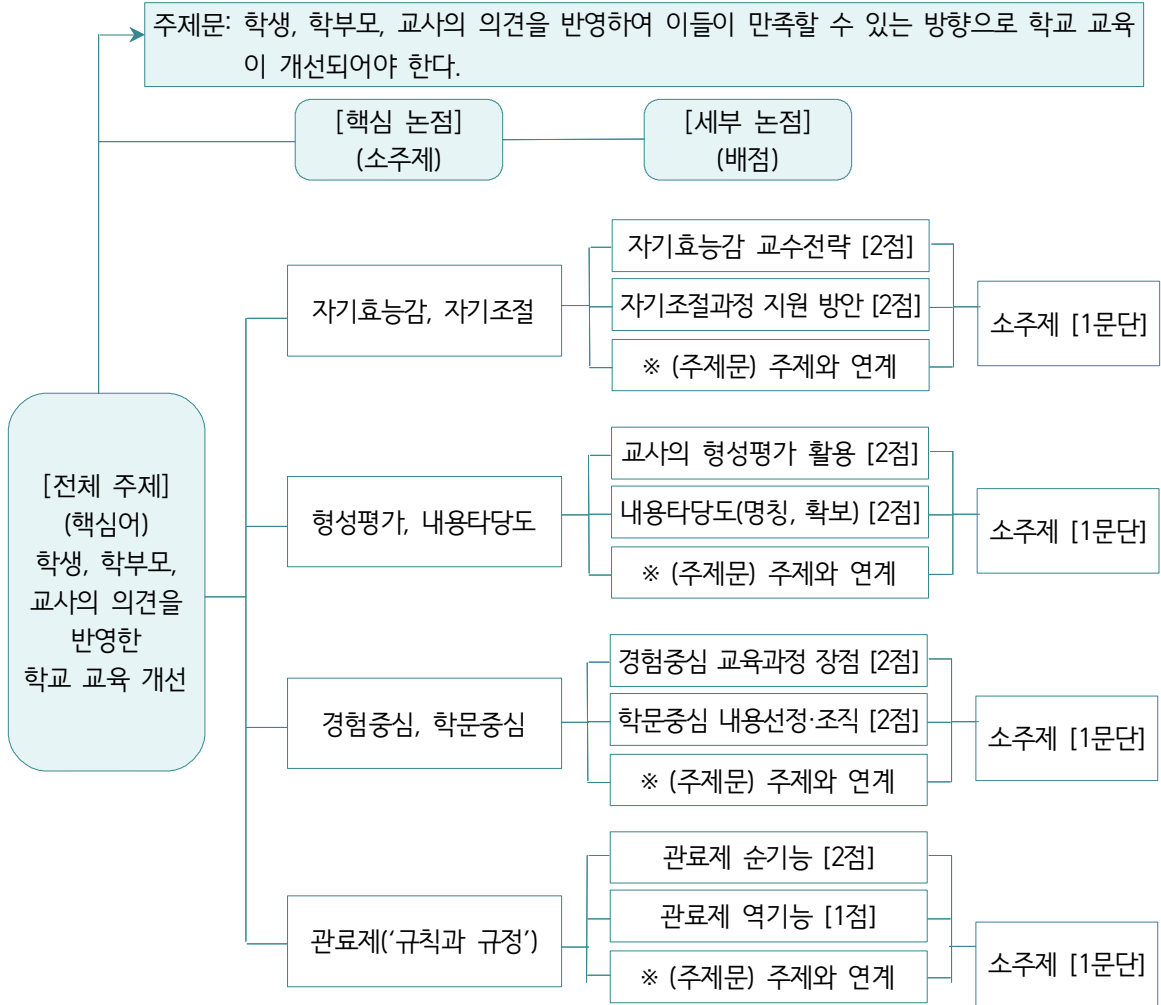 주제문: 학생, 학부모, 교사의 의견을 반영하여 이들이 만족할 수 있는 방향으로 학교 교육
이 개선되어야 한다.
[핵심 논점]
(소주제)
[세부 논점]
(배점)
[전체 주제]
(핵심어)
학생, 학부모,
교사의 의견을
반영한
학교 교육 개선
자기효능감, 자기조절
자기효능감 교수전략 [2점]
자기조절과정 지원 방안 [2점]
※ (주제문) 주제와 연계
소주제 [1문단]
형성평가, 내용타당도
교사의 형성평가 활용 [2점]
내용타당도(명칭, 확보) [2점]
※ (주제문) 주제와 연계
소주제 [1문단]
경험중심, 학문중심
경험중심 교육과정 장점 [2점]
학문중심 내용선정·조직 [2점]
※ (주제문) 주제와 연계
소주제 [1문단]
관료제('규칙과 규정')
관료제 순기능 [2점]
관료제 역기능 [1점]
※ (주제문) 주제와 연계
소주제 [1문단]